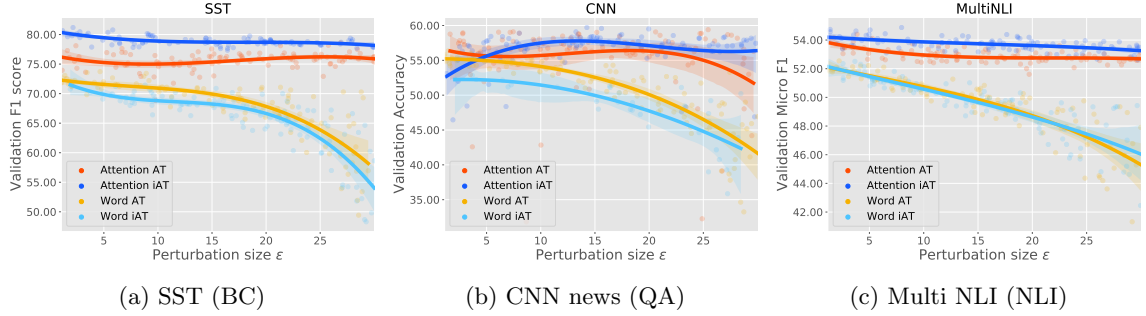 SST
Validation F1 score
80.00
75.00
70.00
65.00
60.00
55.00
50.00
Attention AT
Attention iAT
Word AT
Word iAT
5 10 15 20 25
Perturbation size ε
(a) SST (BC)
CNN
Validation Accuracy
60.00
55.00
50.00
45.00
40.00
35.00
Attention AT
Attention iAT
Word AT
Word iAT
5 10 15 20 25
Perturbation size ε
(b) CNN news (QA)
MultiNLI
Validation Micro F1
54.00
52.00
50.00
48.00
46.00
44.00
42.00
Attention AT
Attention iAT
Word AT
Word iAT
5 10 15 20 25
Perturbation size ε
(c) Multi NLI (NLI)